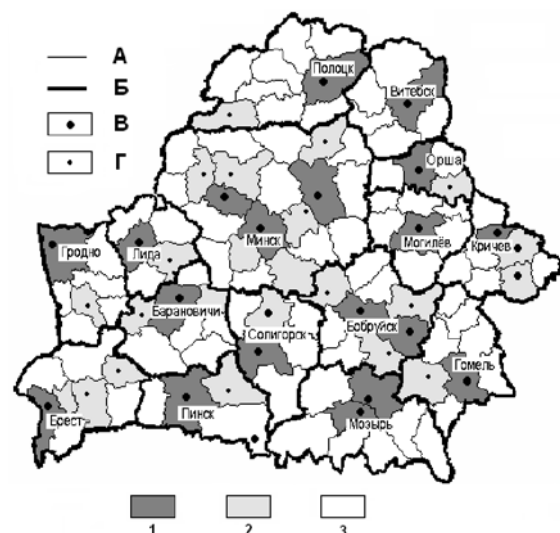 А
Б
В
Г
Полоцк
Витебск
Орша
Минск
Могилёв
Кричев
Гродно
Лида
Барановичи
Солигорск
Бобруйск
Гомель
Брест
Пинск
Мозырь
1 2 3